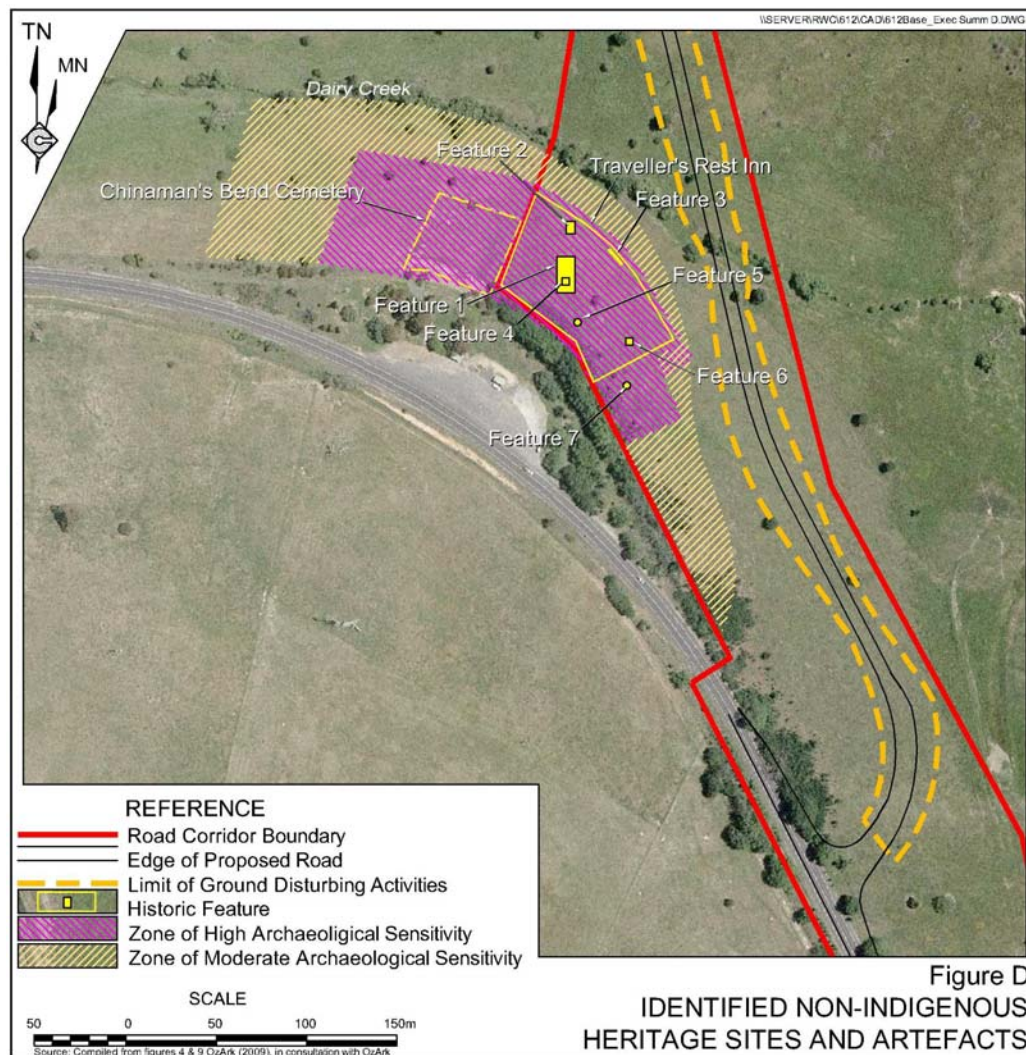 \\SERVER\RWC\612\CAD\612Base_Exec Summ D.DWG
TN
MN
Dairy Creek
Feature 2
Traveller's Rest Inn
Chinaman's Bend Cemetery
Feature 3
Feature 5
Feature 1
Feature 4
Feature 6
Feature 7
REFERENCE
Road Corridor Boundary
Edge of Proposed Road
Limit of Ground Disturbing Activities
Historic Feature
Zone of High Archaeoligical Sensitivity
Zone of Moderate Archaeological Sensitivity
SCALE
50 0 50 100 150m
Source: Compiled from figures 4 & 9 OzArk (2009), in consultation with OzArk
Figure D
IDENTIFIED NON-INDIGENOUS
HERITAGE SITES AND ARTEFACTS